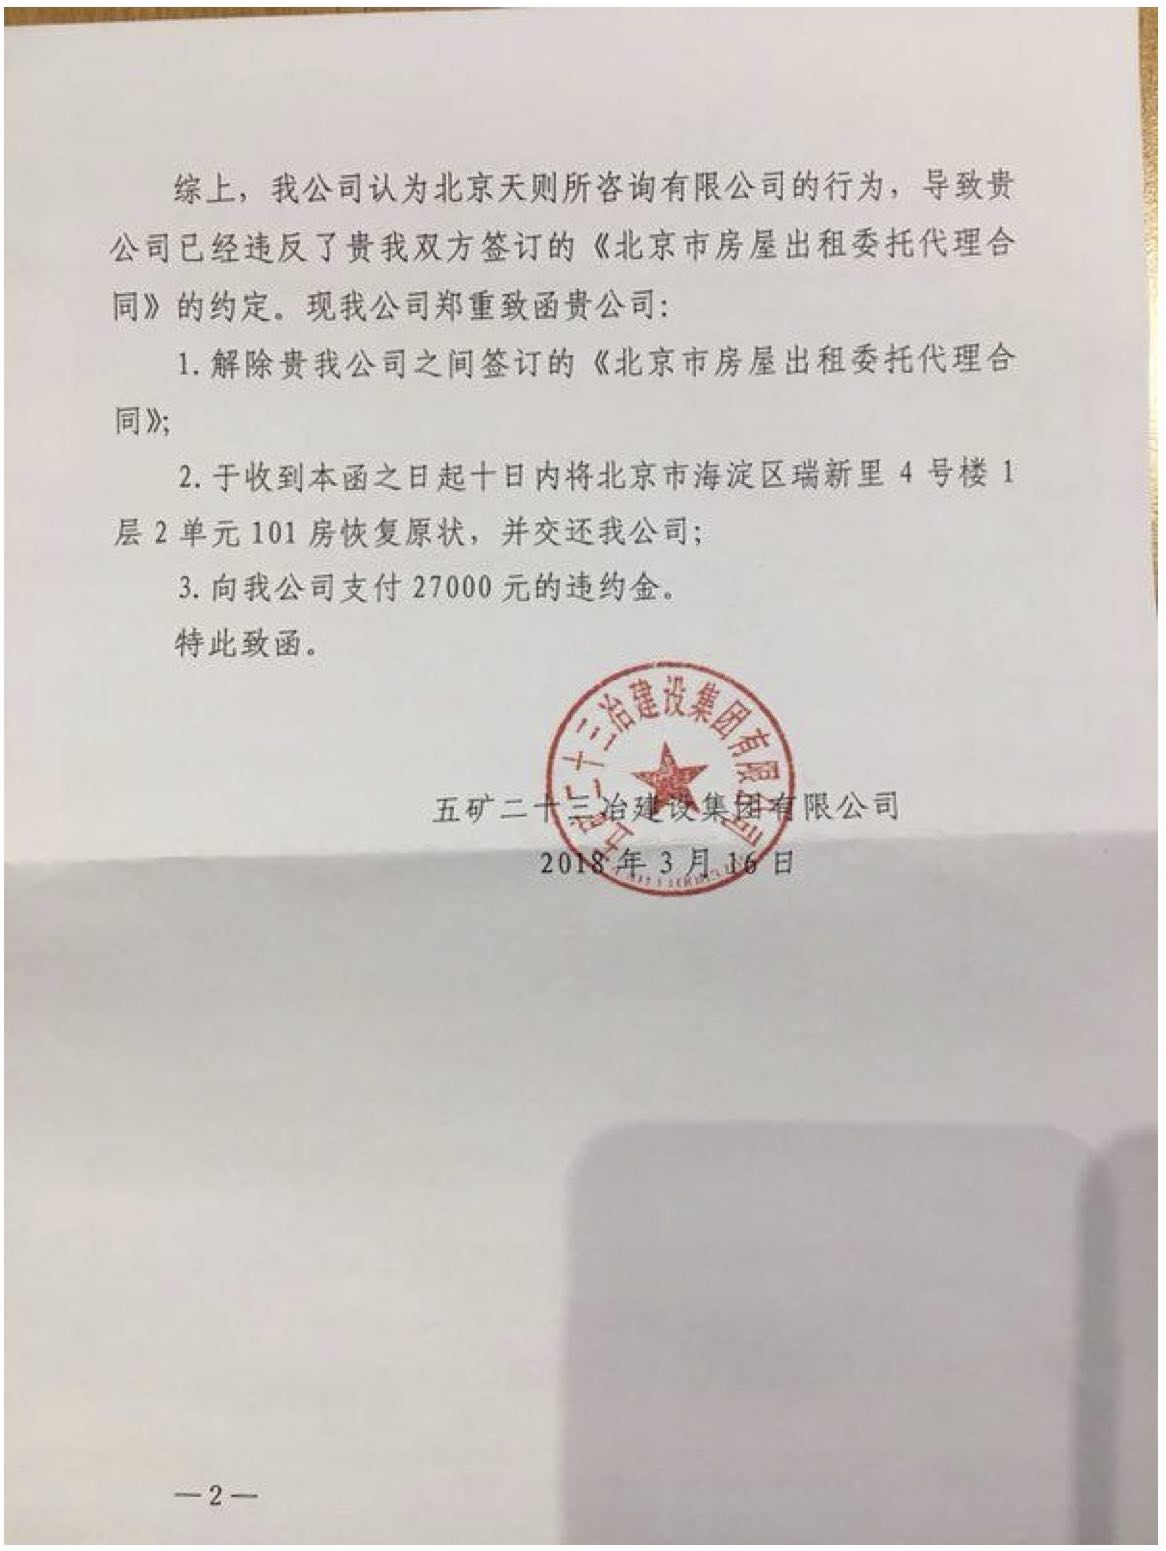 综上，我公司认为北京天则所咨询有限公司的行为，导致贵
公司已经违反了贵我双方签订的《北京市房屋出租委托代理合
同》的约定。现我公司郑重致函贵公司：
1.解除贵我公司之间签订的《北京市房屋出租委托代理合
同》；
2.于收到本函之日起十日内将北京市海淀区瑞新里 4 号楼 1
层 2 单元 101 房恢复原状，并交还我公司；
3.向我公司支付 27000 元的违约金。
特此致函。
五矿二十三冶建设集团有限公司
五矿二十三冶建设集团有限公司
2018 年 3 月 16 日
—2—